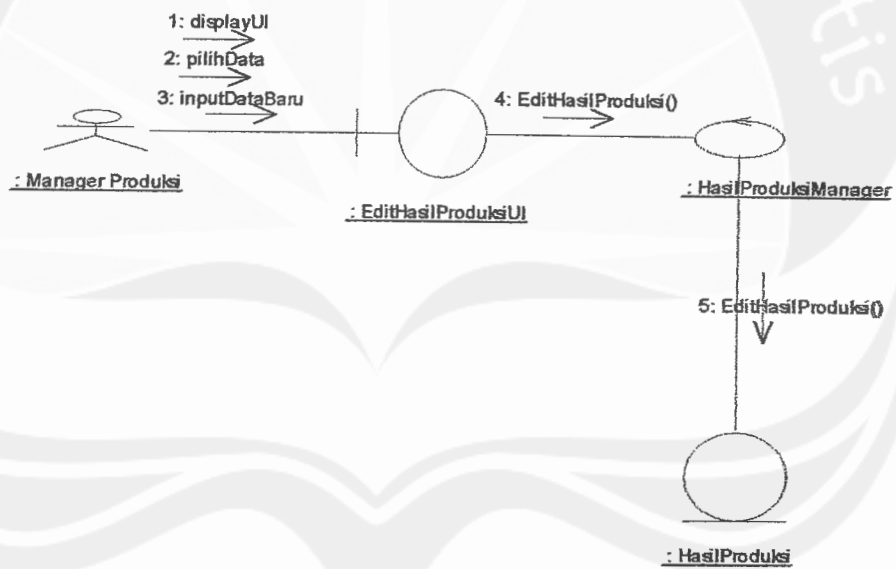 1: displayUI
2: pilihData
3: inputDataBaru
4: EditHasilProduksi()
: Manager Produksi
: EditHasilProduksiUI
: HasilProduksiManager
5: EditHasilProduksi()
: HasilProduksi